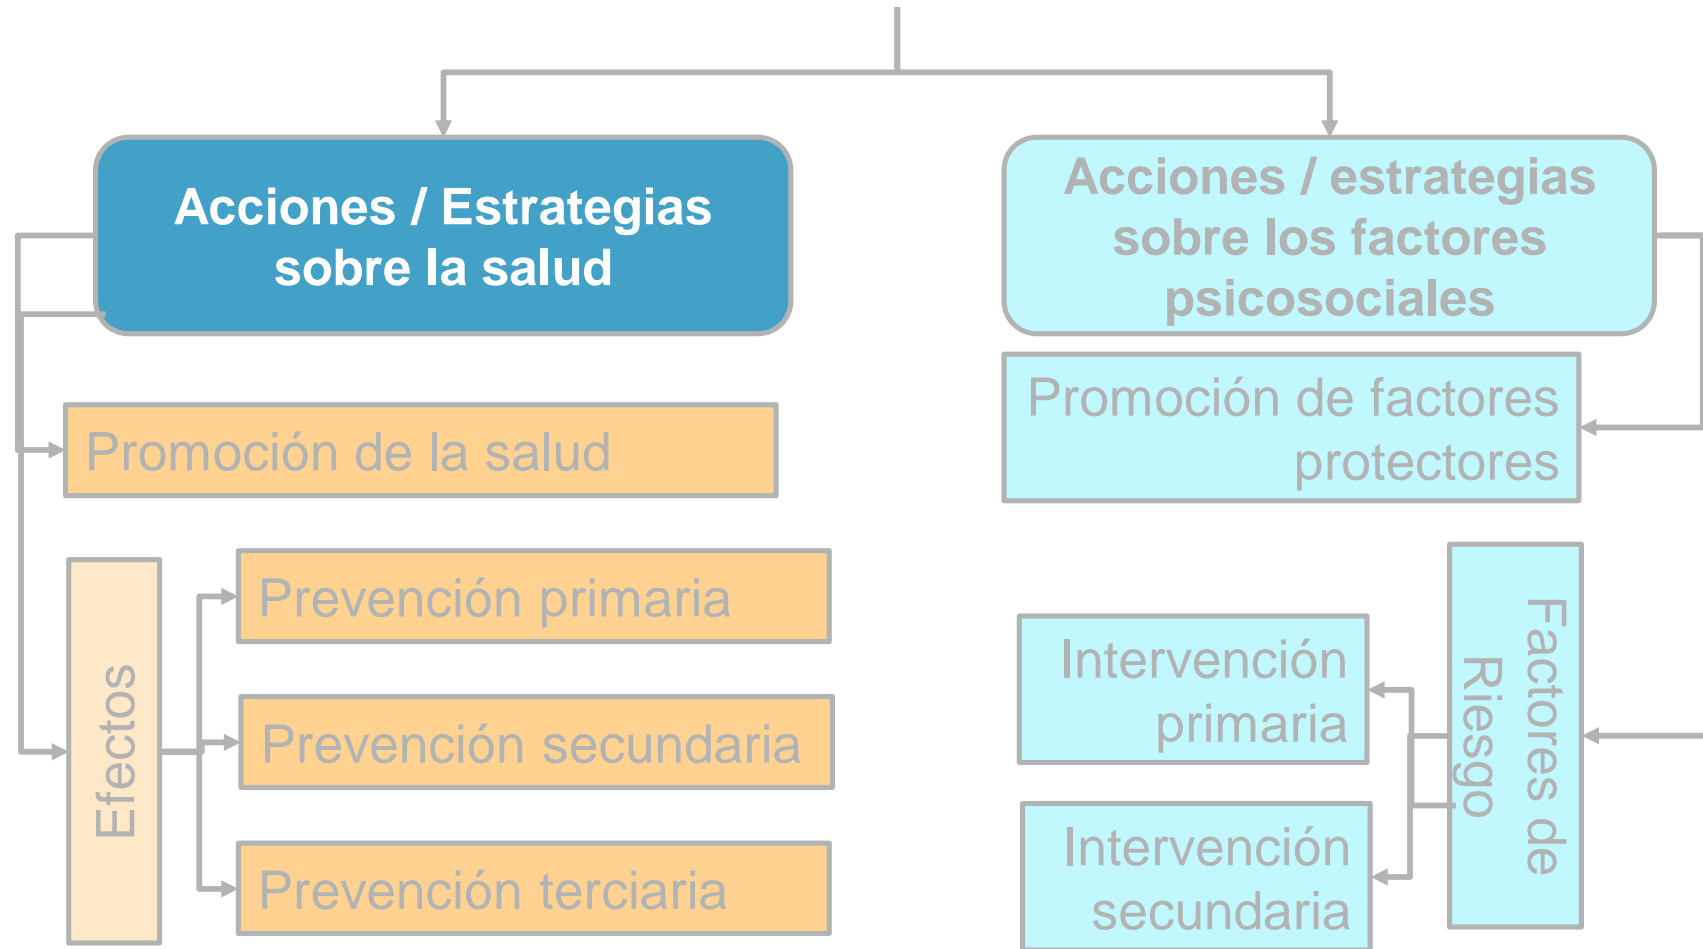 Acciones / Estrategias
sobre la salud
Acciones / estrategias
sobre los factores
psicosociales
Promoción de la salud
Promoción de factores
protectores
Efectos
Prevención primaria
Prevención secundaria
Prevención terciaria
Intervención
primaria
Intervención
secundaria
Factores de
Riesgo